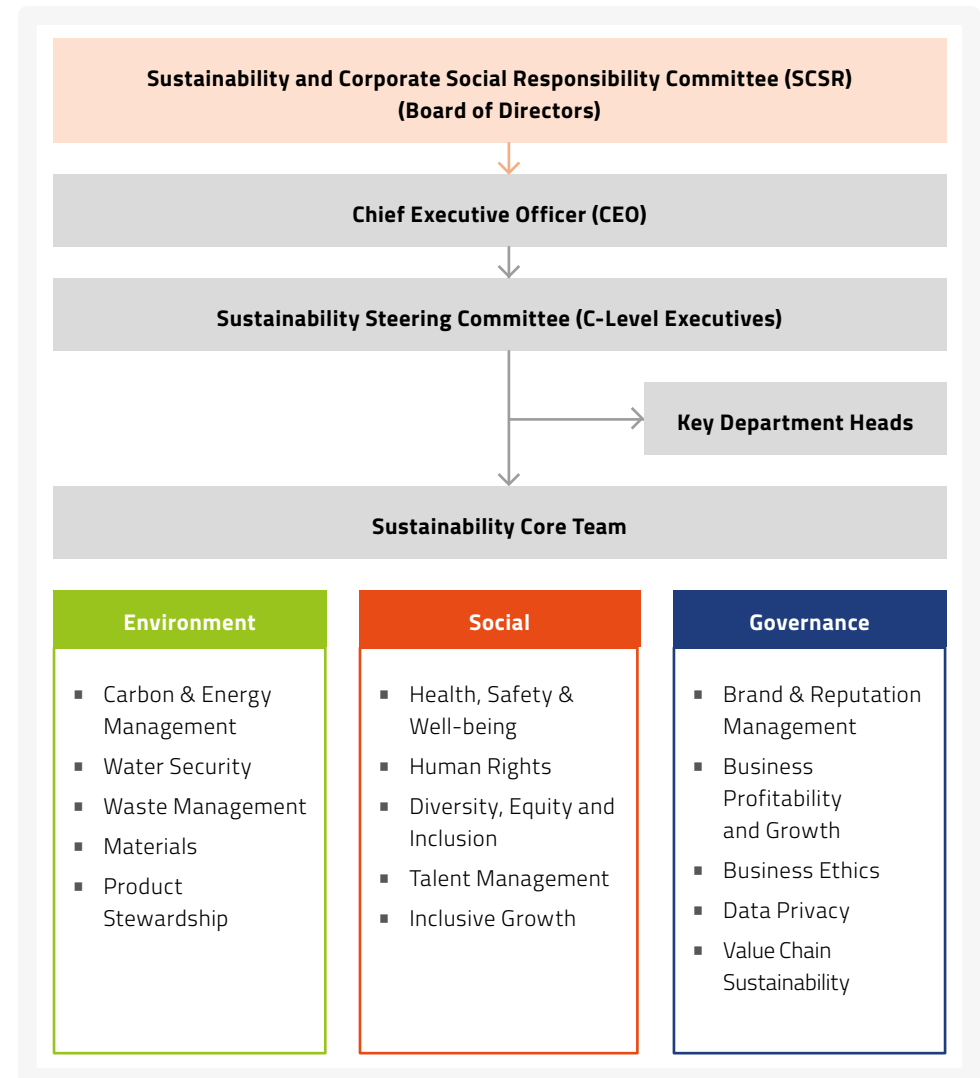 Sustainability and Corporate Social Responsibility Committee (SCSR)
(Board of Directors)
Chief Executive Officer (CEO)
Sustainability Steering Committee (C-Level Executives)
Key Department Heads
Sustainability Core Team
Environment
▪ Carbon & Energy
Management
▪ Water Security
▪ Waste Management
▪ Materials
▪ Product
Stewardship
Social
▪ Health, Safety &
Well-being
▪ Human Rights
▪ Diversity, Equity and
Inclusion
▪ Talent Management
▪ Inclusive Growth
Governance
▪ Brand & Reputation
Management
▪ Business
Profitability
and Growth
▪ Business Ethics
▪ Data Privacy
▪ Value Chain
Sustainability